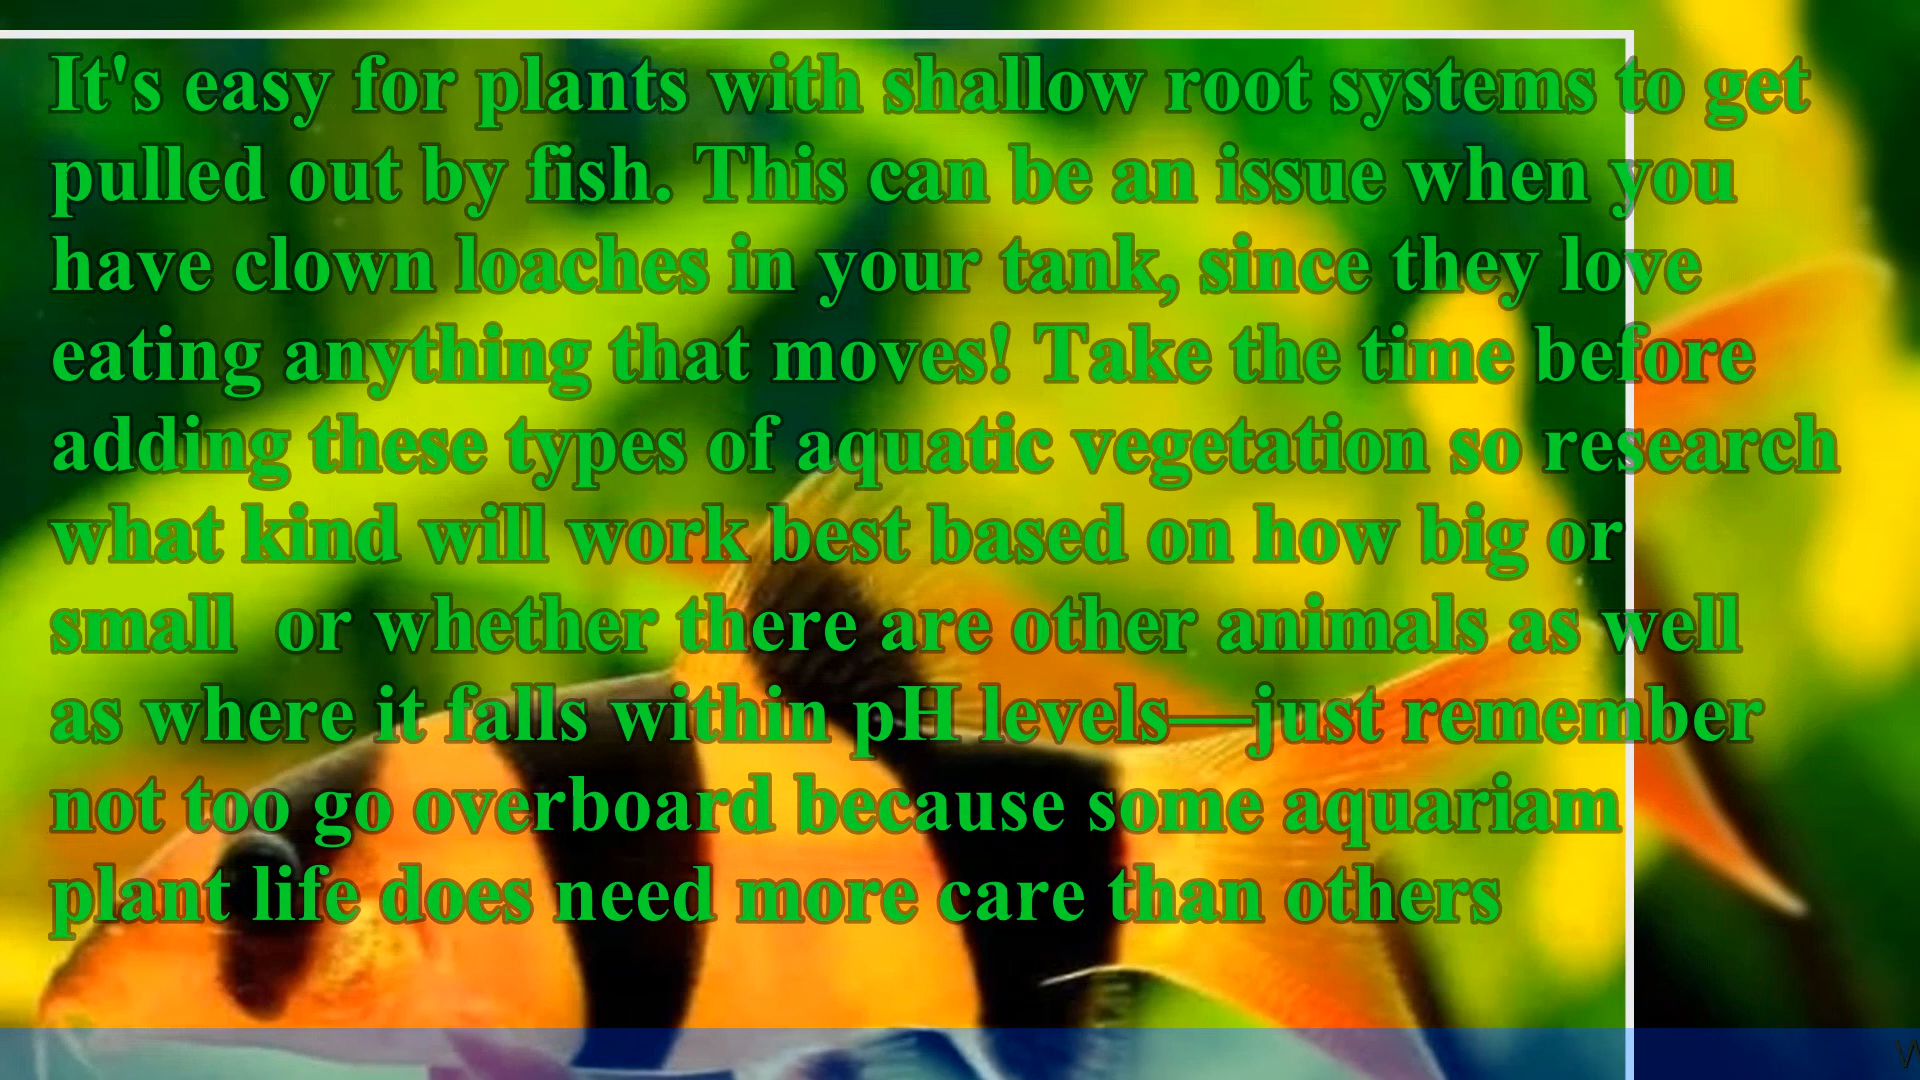 It's easy for plants with shallow root systems to get
pulled out by fish. This can be an issue when you
have clown loaches in your tank, since they love
eating anything that moves! Take the time before
adding these types of aquatic vegetation so research
what kind will work best based on how big or
small  or whether there are other animals as well
as where it falls within pH levels—just remember
not too go overboard because some aquariam
plant life does need more care than others